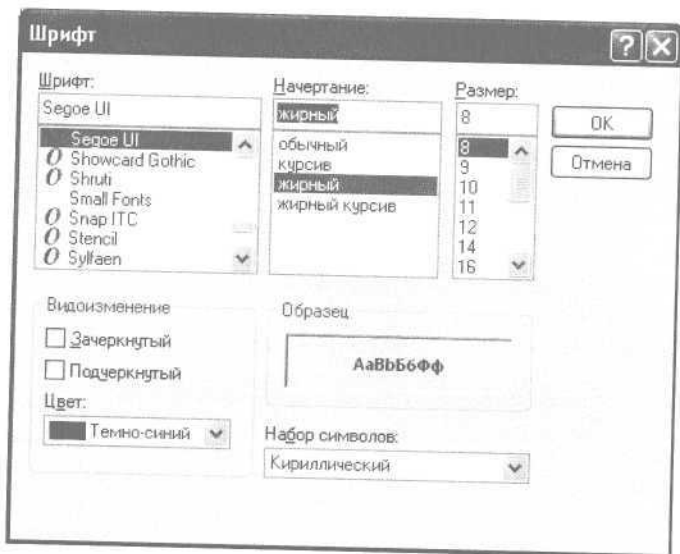 Шрифт
Шрифт:
Segoe UI
Segoe UI
O Showcard Gothic
O Shruti
Small Fonts
O Snap ITC
O Stencil
O Sylfaen
Начертание:
жирный
обычный
курсив
жирный
жирный курсив
Размер:
8
8
9
10
11
12
14
16
OK
Отмена
Видоизменение
Зачеркнутый
Подчеркнутый
Цвет:
Темно-синий
Образец
АаBbБбФф
Набор символов:
Кириллический